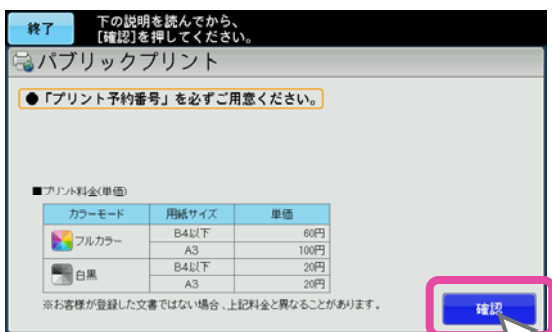 終了
下の説明を読んでから、
[確認]を押してください。
パブリックプリント
●「プリント予約番号」を必ずご用意ください。
■プリント料金(単価)
カラーモード 用紙サイズ 単価
フルカラー B4以下 60円
A3 100円
白黒 B4以下 20円
A3 20円
※お客様が登録した文書ではない場合、上記料金と異なることがあります。
確認